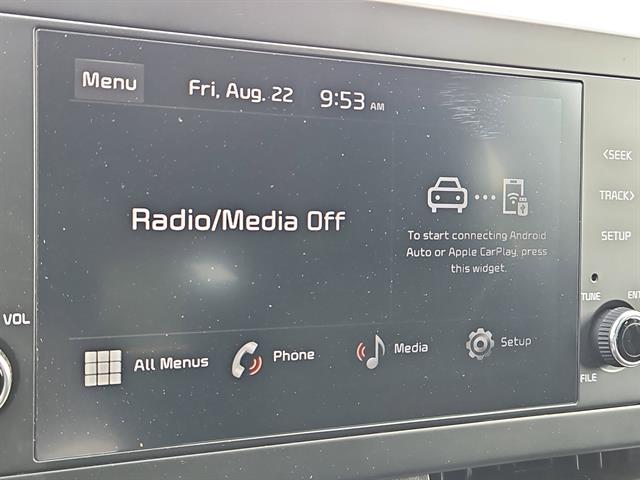 Menu
Fri, Aug. 22 9:53 AM
<SEEK
TRACK>
SETUP
Radio/Media Off
To start connecting Android
Auto or Apple CarPlay, press
this widget.
VOL
TUNE
ENT
FILE
All Menus
Phone
Media
Setup